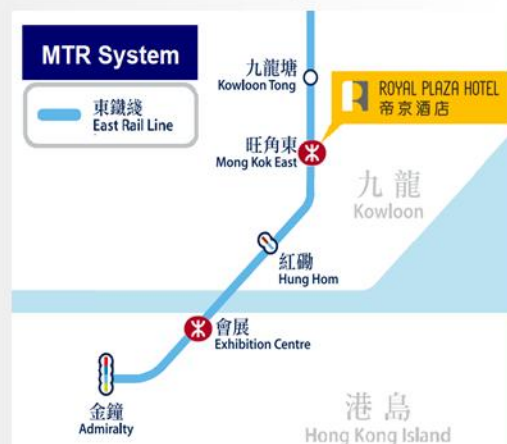 MTR System
東鐵綫
East Rail Line
九龍塘
Kowloon Tong
ROYAL PLAZA HOTEL
帝京酒店
旺角東
Mong Kok East
九龍
Kowloon
紅磡
Hung Hom
會展
Exhibition Centre
金鐘
Admiralty
港島
Hong Kong Island